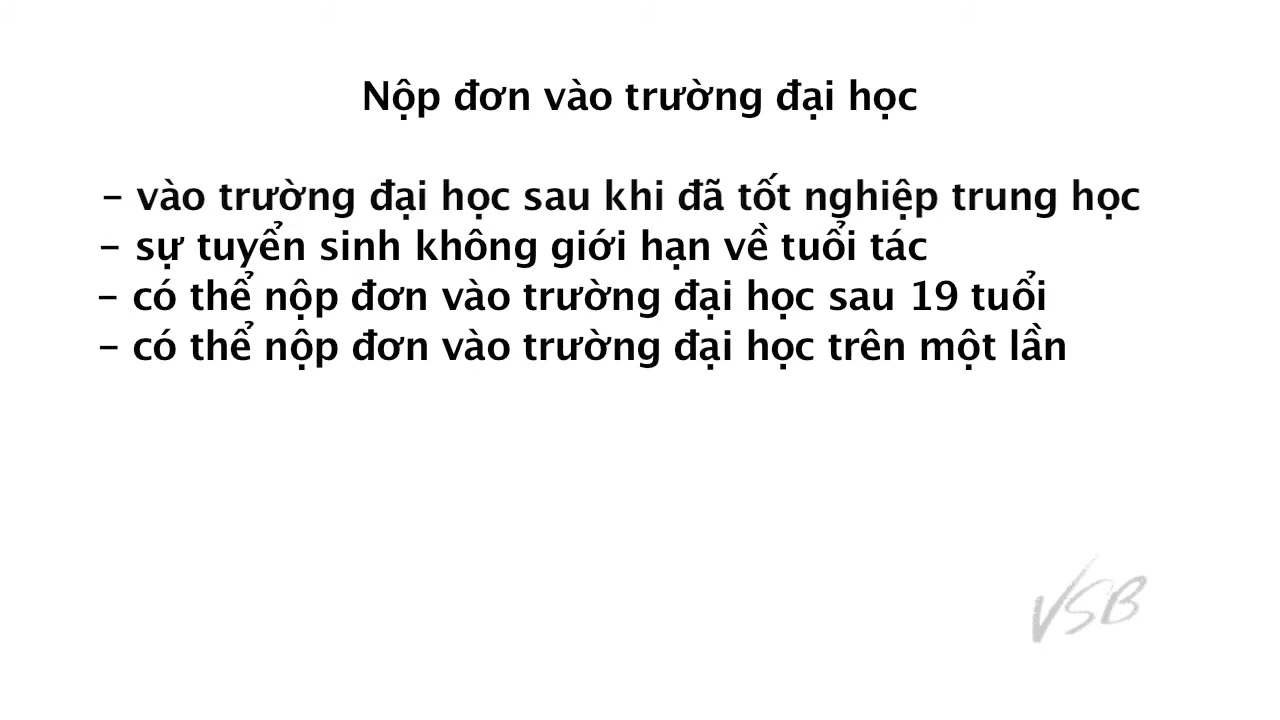 Nộp đơn vào trường đại học
– vào trường đại học sau khi đã tốt nghiệp trung học
– sự tuyển sinh không giới hạn về tuổi tác
– có thể nộp đơn vào trường đại học sau 19 tuổi
– có thể nộp đơn vào trường đại học trên một lần
VSB